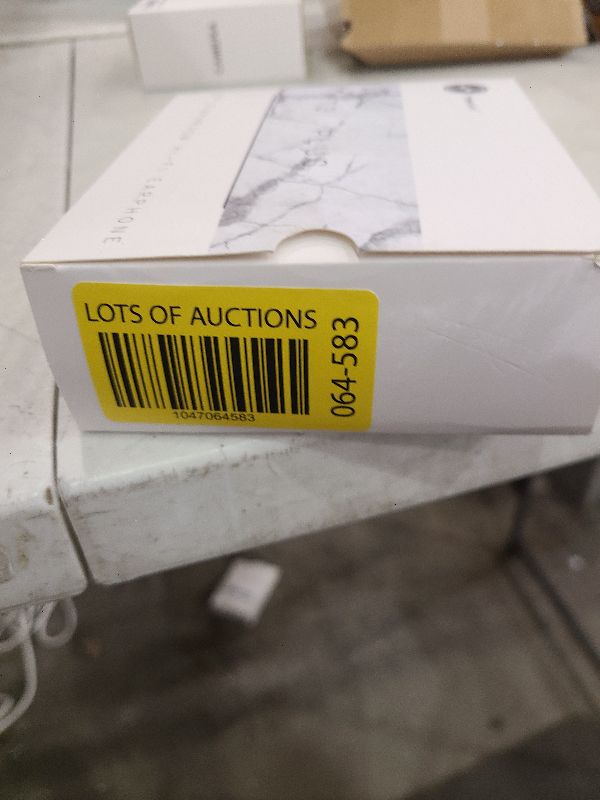 EARPHONE
LOTS OF AUCTIONS
064-583
1047064583